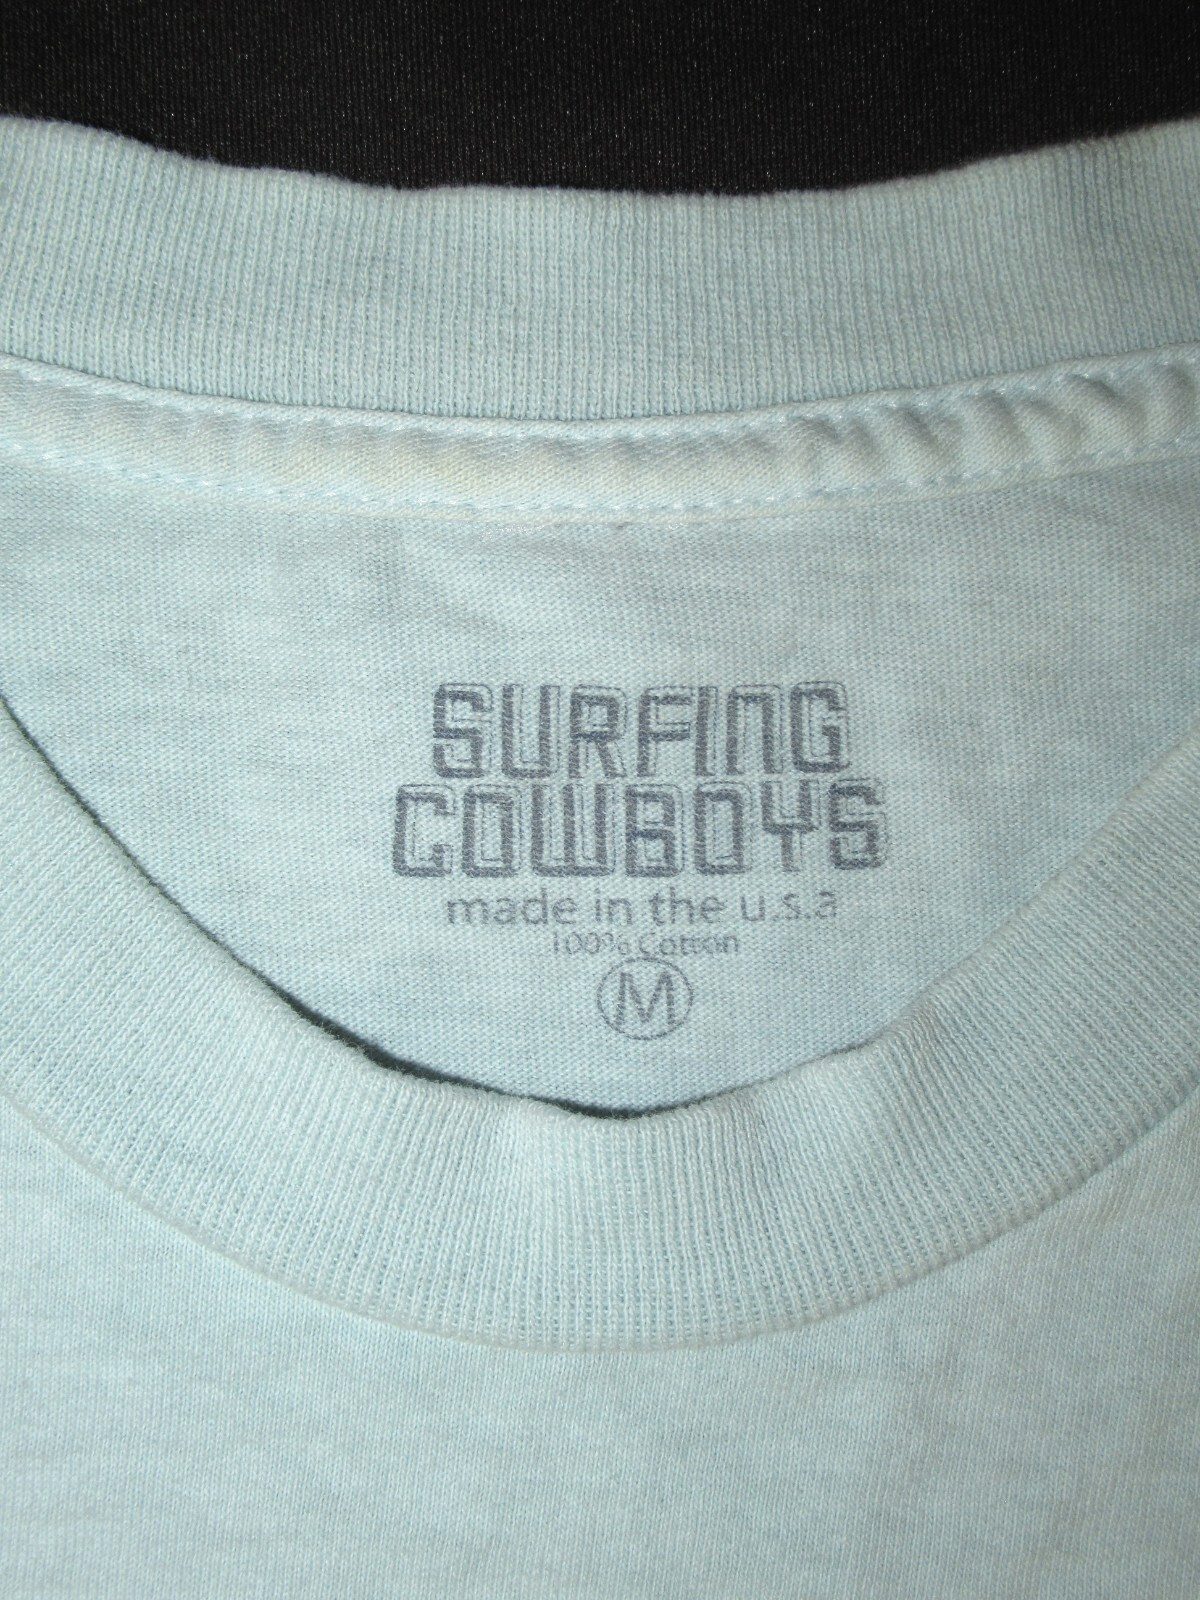 SURFING
COWBOYS
made in the u.s.a
100% Cotton
M